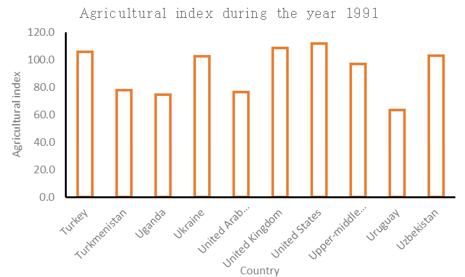 Agricultural index during the year 1991
120.0
100.0
80.0
60.0
40.0
20.0
0.0
Agricultural index
Turkey
Turkmenistan
Uganda
Ukraine
United Arab...
United Kingdom
United States
Upper-middle...
Uruguay
Uzbekistan
Country